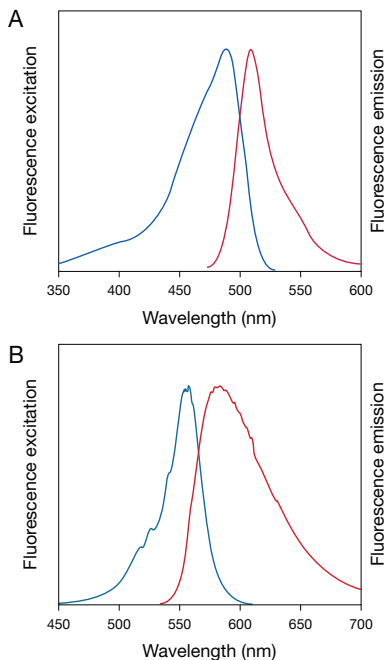 A
Fluorescence excitation
Fluorescence emission
350 400 450 500 550 600
Wavelength (nm)
B
Fluorescence excitation
Fluorescence emission
450 500 550 600 650 700
Wavelength (nm)